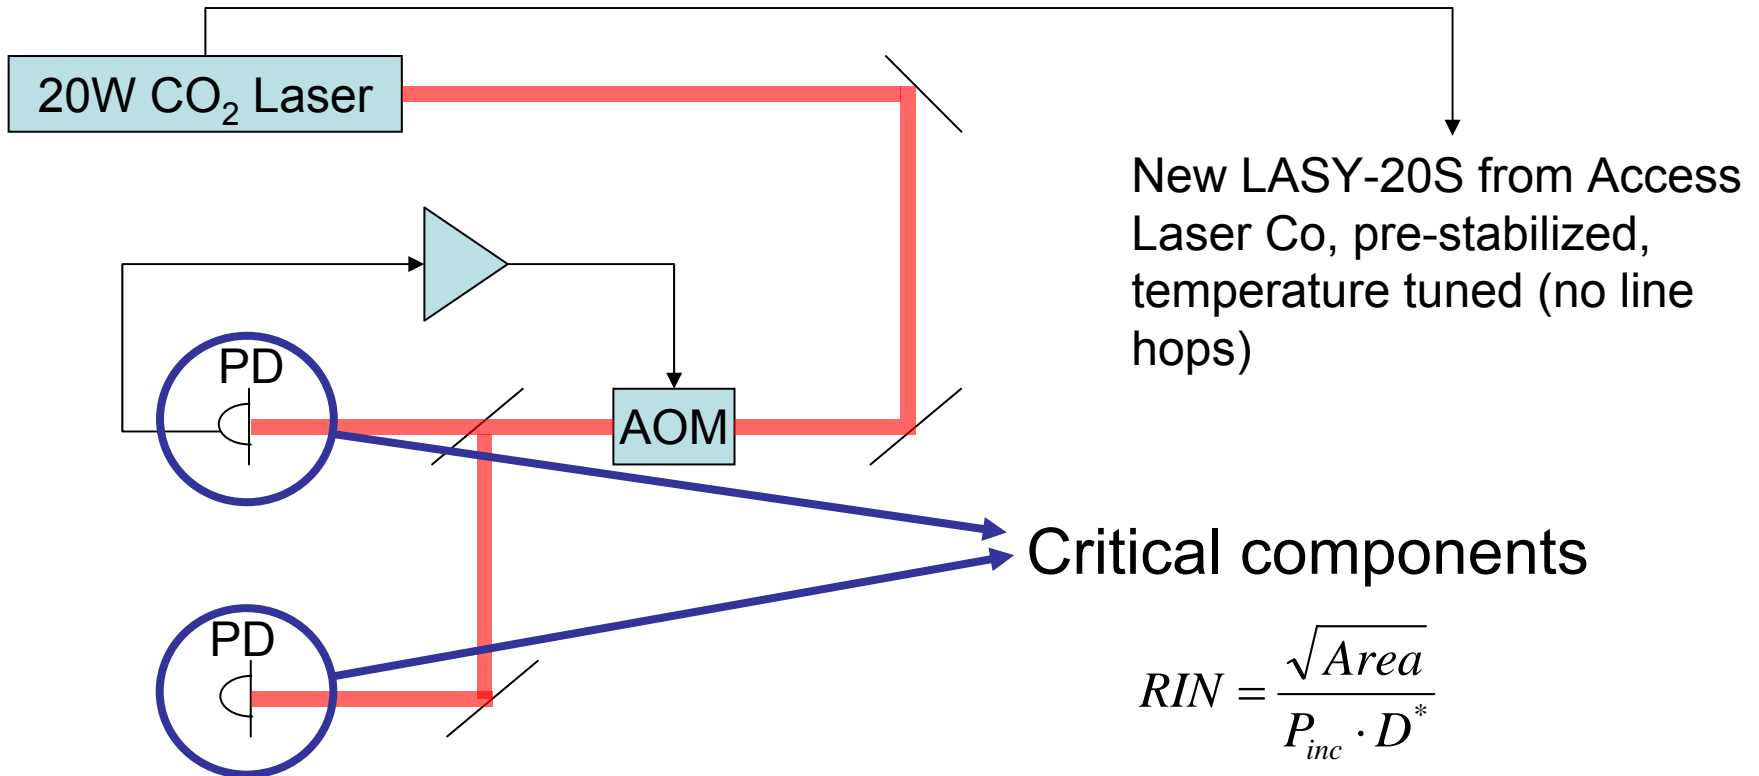 20W CO₂ Laser
New LASY-20S from Access
Laser Co, pre-stabilized,
temperature tuned (no line
hops)
PD
AOM
Critical components
PD
RIN = √Area / (P_inc · D*)